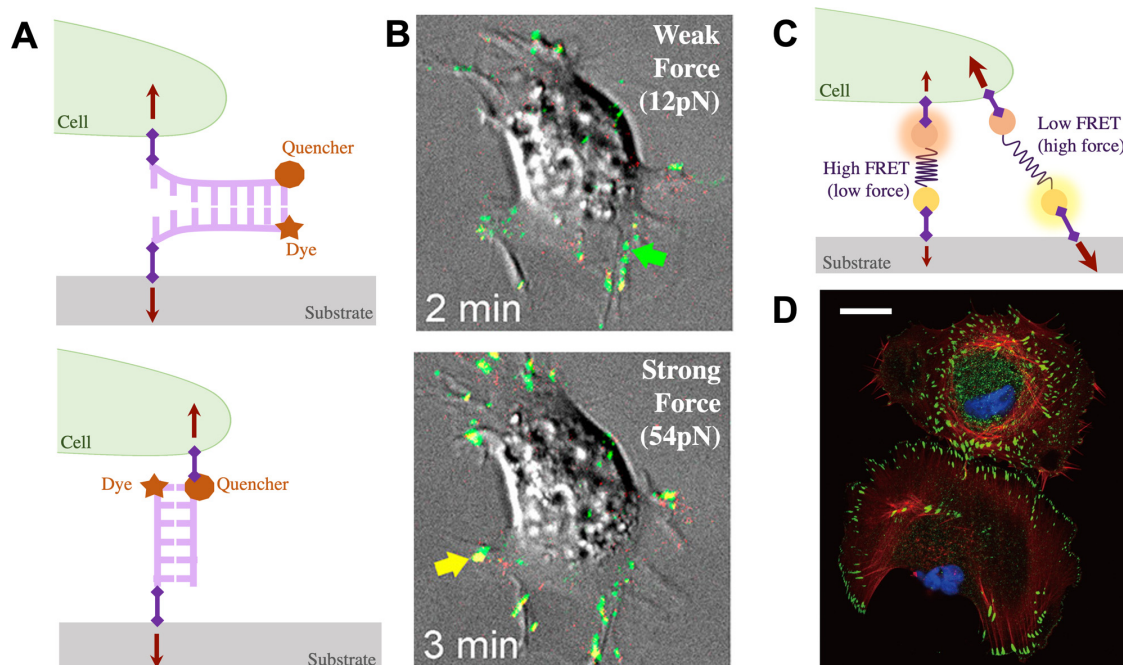 A
Cell
Quencher
Dye
Substrate
Cell
Dye
Quencher
Substrate
B
Weak
Force
(12pN)
2 min
Strong
Force
(54pN)
3 min
C
Cell
High FRET
(low force)
Low FRET
(high force)
Substrate
D